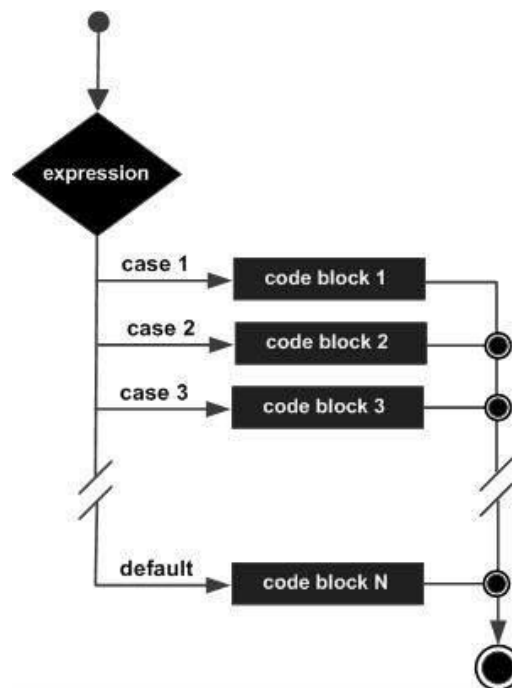 expression
case 1
code block 1
case 2
code block 2
case 3
code block 3
default
code block N